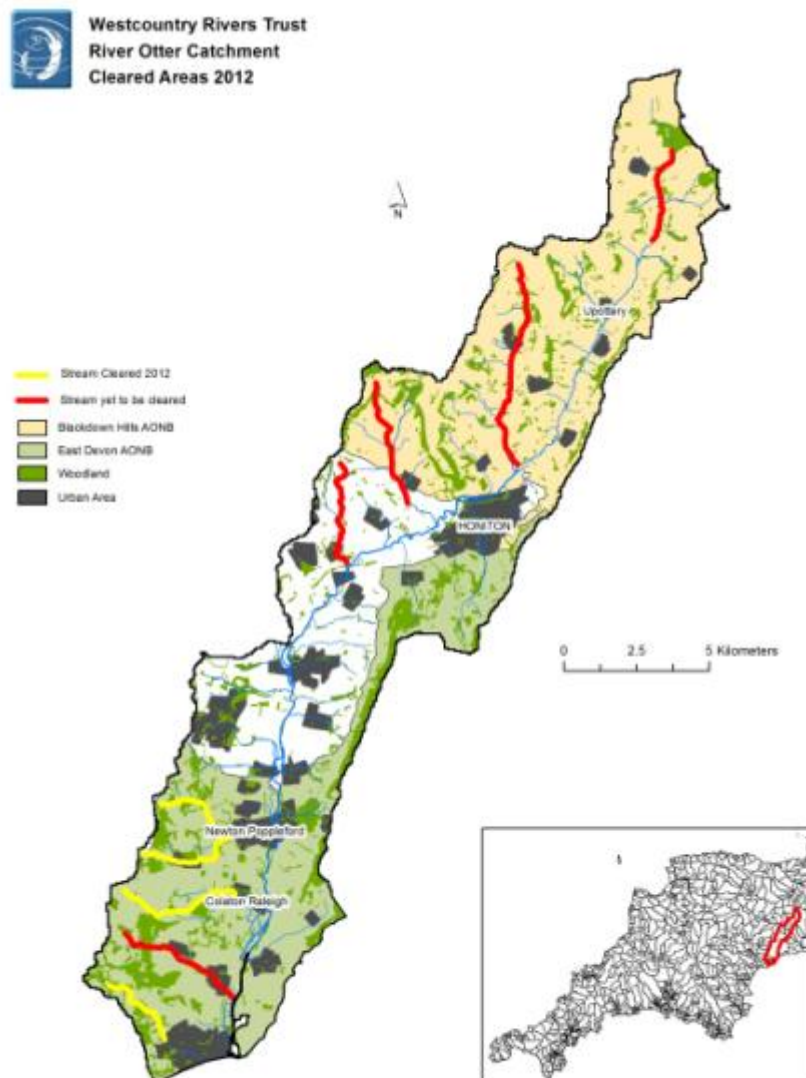 Westcountry Rivers Trust
River Otter Catchment
Cleared Areas 2012
N
Upottery
Stream Cleared 2012
Stream yet to be cleared
Blackdown Hills AONB
East Devon AONB
Woodland
Urban Area
HONITON
0 2.5 5 Kilometers
Newton Poppleford
Colaton Raleigh